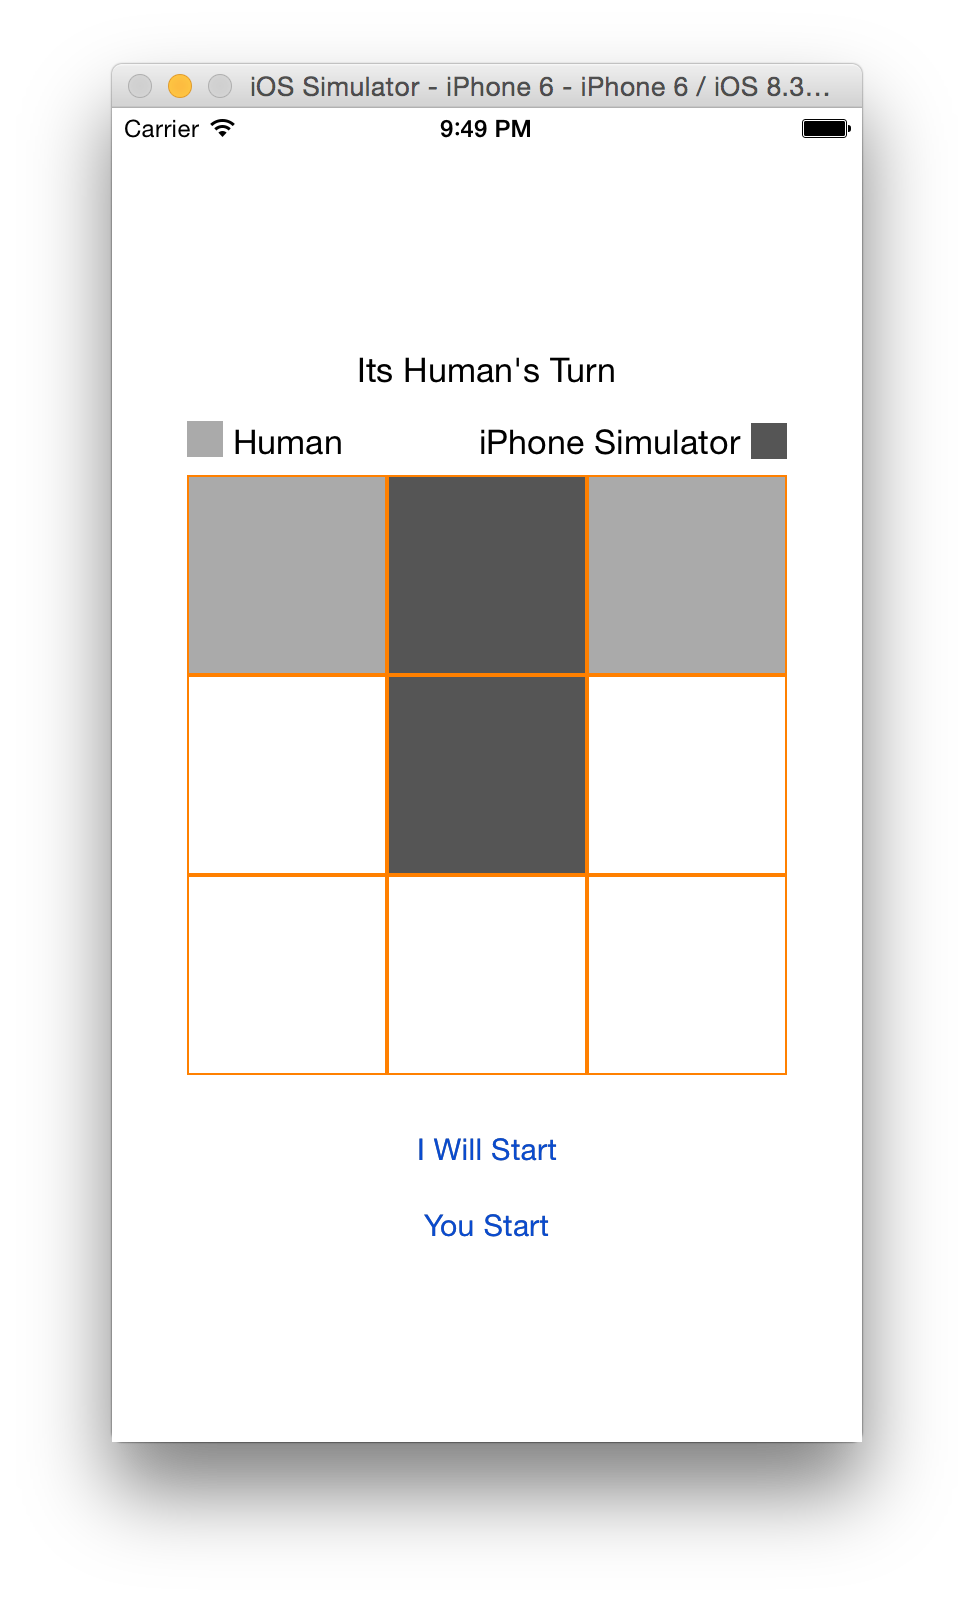 iOS Simulator - iPhone 6 - iPhone 6 / iOS 8.3...
Carrier 9:49 PM
Its Human's Turn
Human iPhone Simulator
I Will Start
You Start